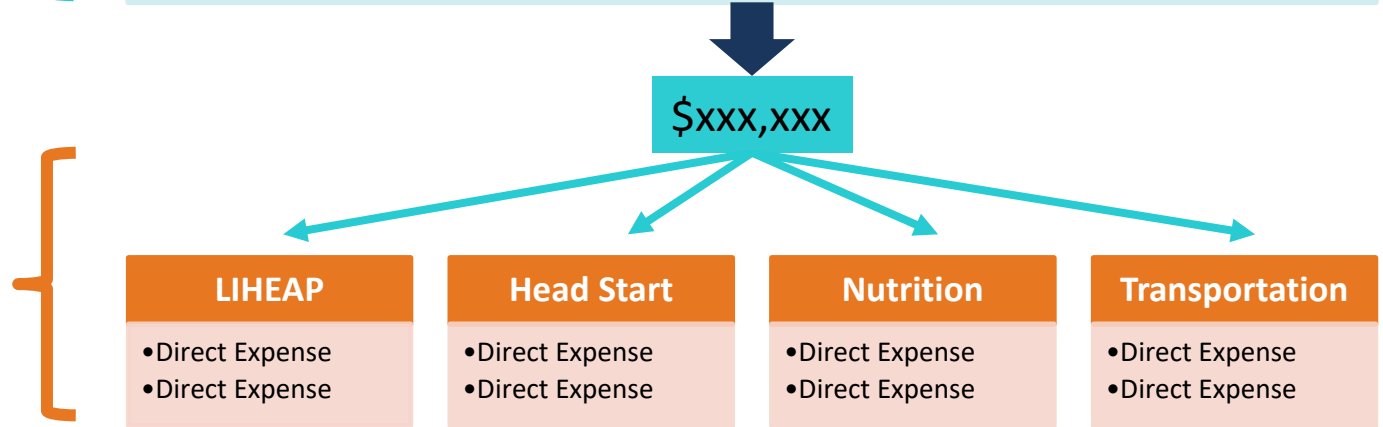 $xxx,xxx
LIHEAP
Head Start
Nutrition
Transportation
•Direct Expense
•Direct Expense
•Direct Expense
•Direct Expense
•Direct Expense
•Direct Expense
•Direct Expense
•Direct Expense